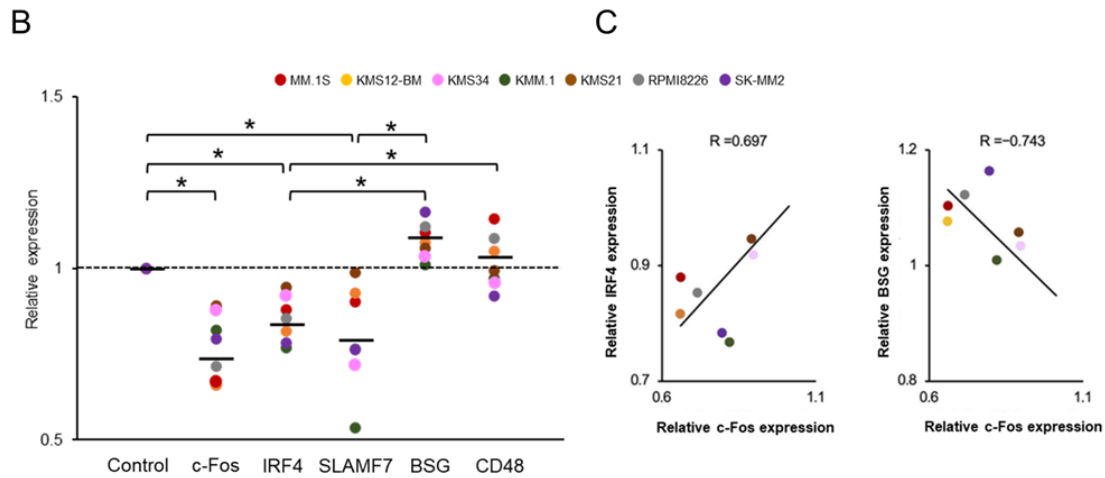 B
C
MM.1S KMS12-BM KMS34 KMM.1 KMS21 RPMI8226 SK-MM2
1.5
1
0.5
Relative expression
* *
* *
* *
Control c-Fos IRF4 SLAMF7 BSG CD48
R =0.697
1.1
0.9
0.7
0.6 1.1
Relative IRF4 expression
Relative c-Fos expression
R =−0.743
1.2
1
0.8
0.6 1.1
Relative BSG expression
Relative c-Fos expression